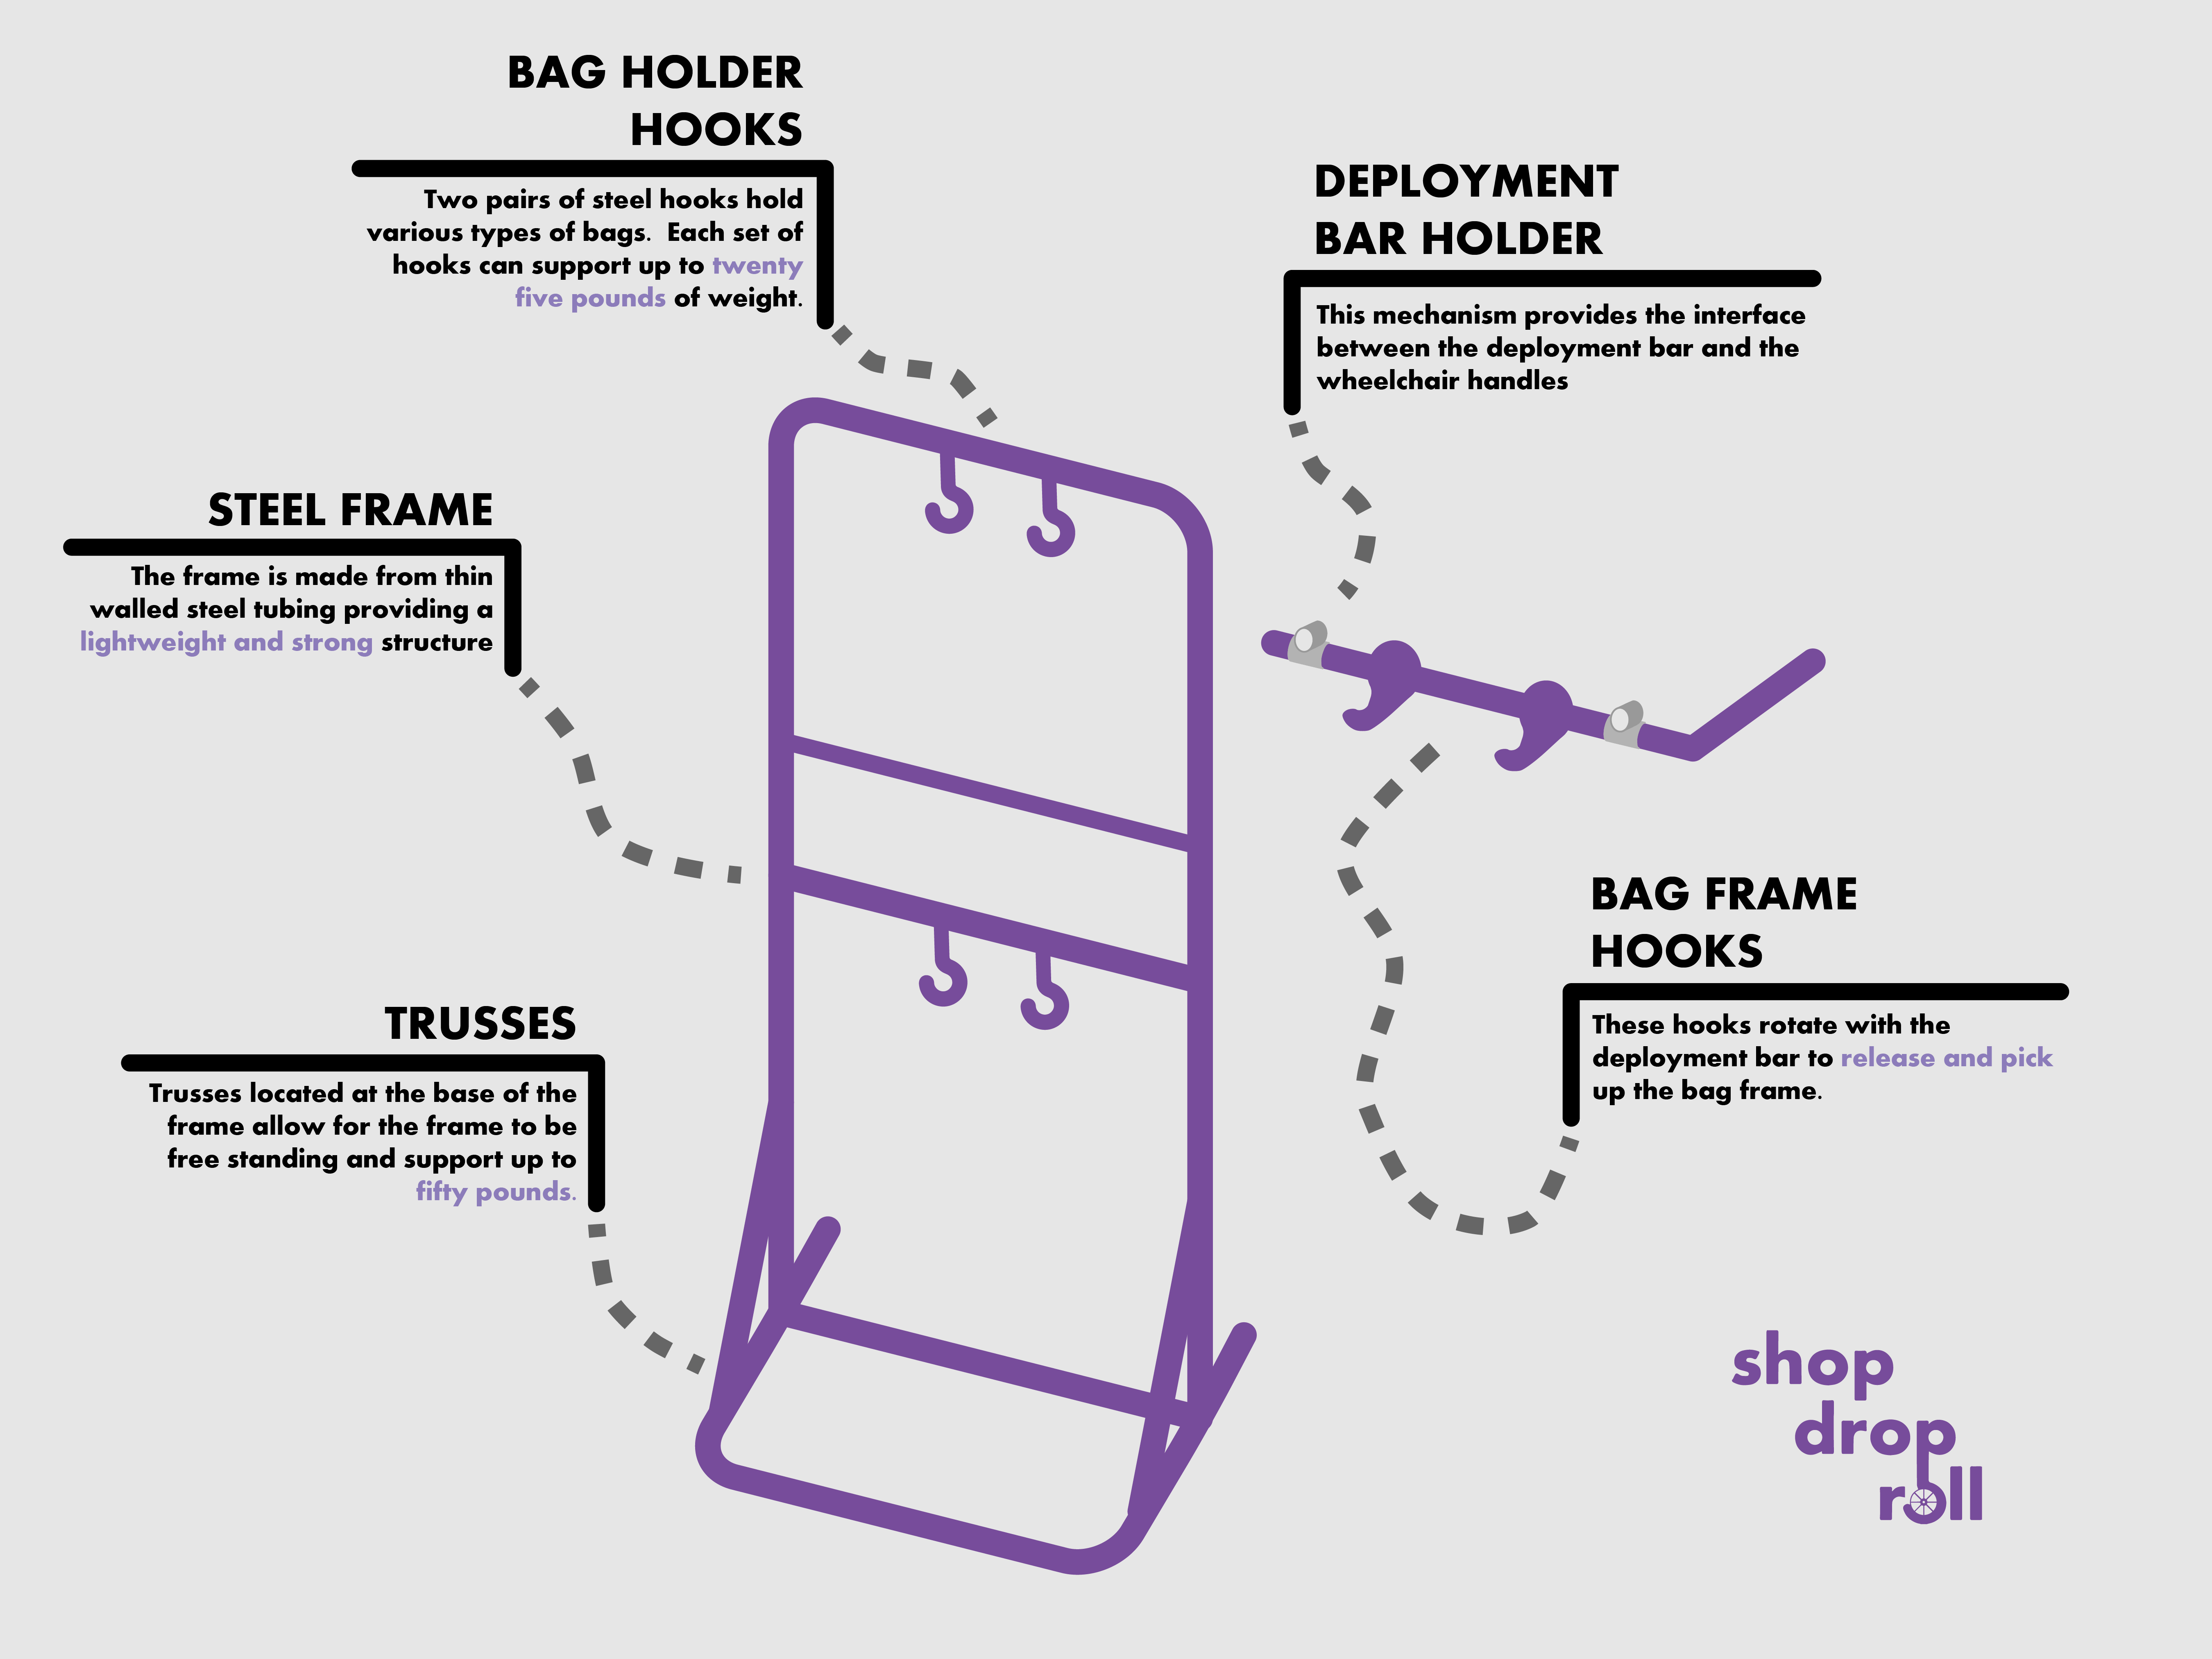 BAG HOLDER
HOOKS
Two pairs of steel hooks hold
various types of bags.  Each set of
hooks can support up to twenty
five pounds of weight.
DEPLOYMENT
BAR HOLDER
This mechanism provides the interface
between the deployment bar and the
wheelchair handles
STEEL FRAME
The frame is made from thin
walled steel tubing providing a
lightweight and strong structure
BAG FRAME
HOOKS
These hooks rotate with the
deployment bar to release and pick
up the bag frame.
TRUSSES
Trusses located at the base of the
frame allow for the frame to be
free standing and support up to
fifty pounds.
shop
drop
roll